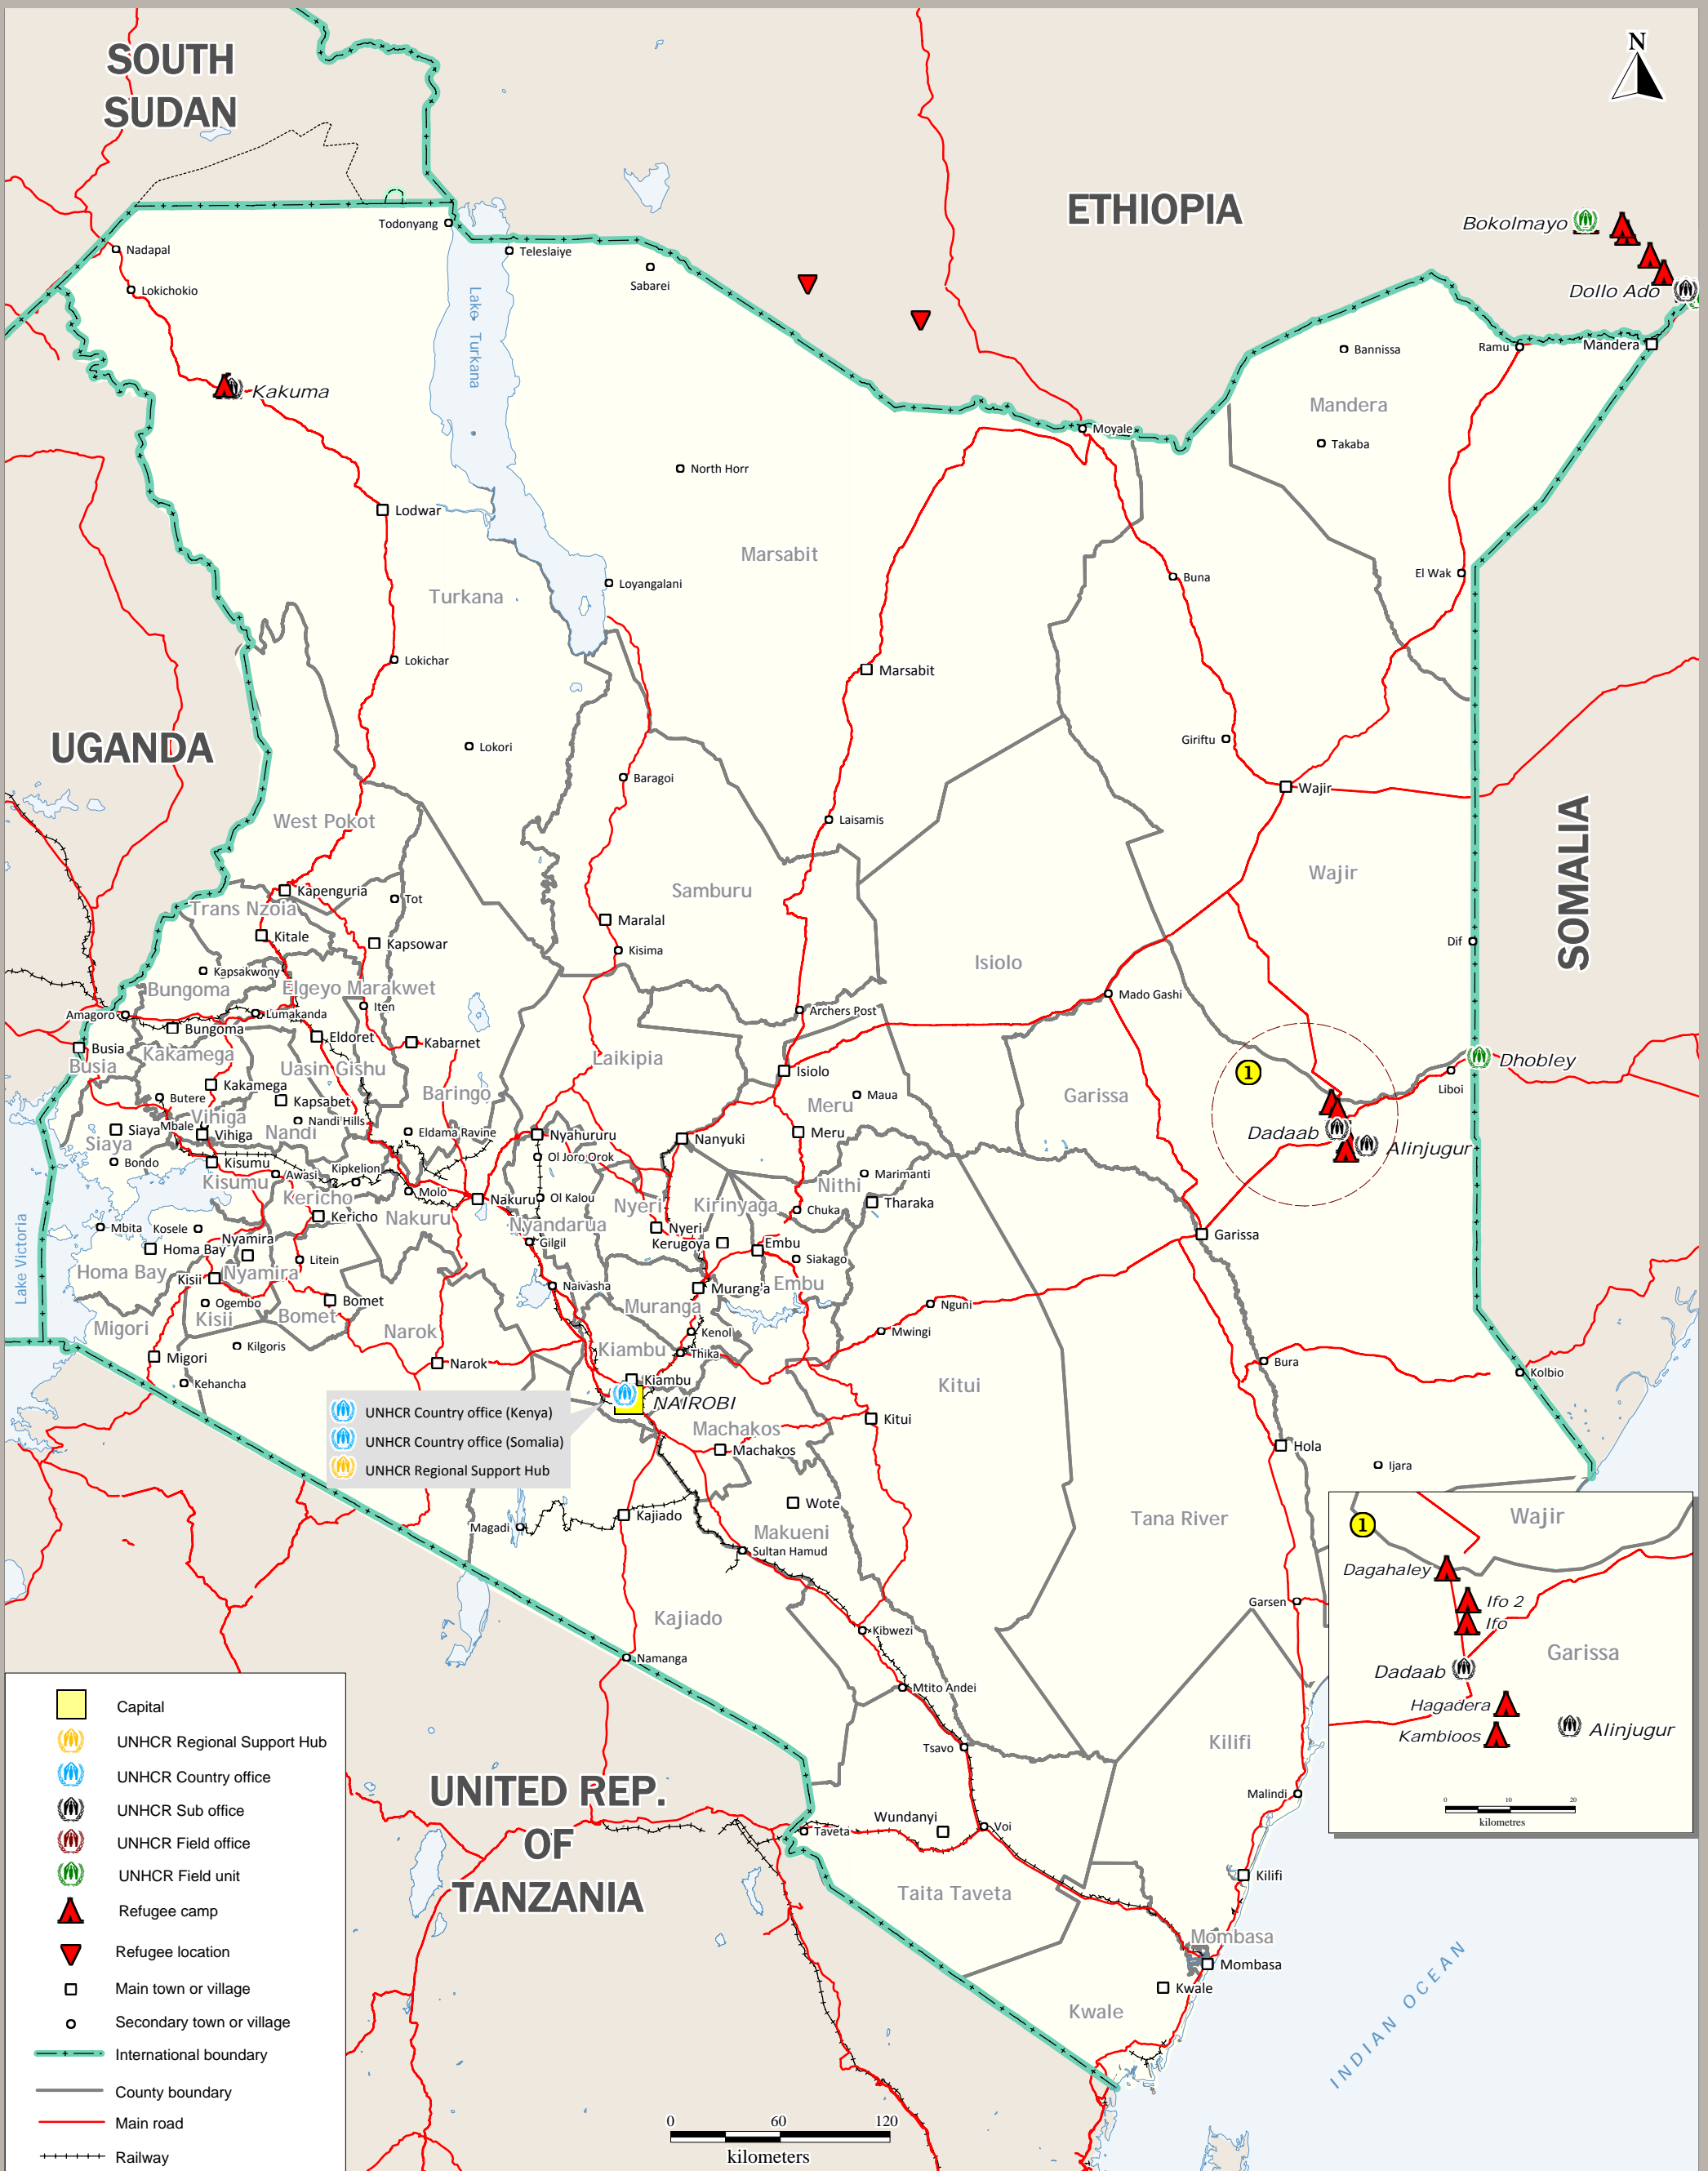 SOUTH
SUDAN
N
ETHIOPIA
Bokolmayo
Dollo Ado
Todonyang
Teleslaiye
Sabarei
Nadapal
Lokichokio
Lake Turkana
Bannissa
Ramu
Mandera
Mandera
Kakuma
Moyale
Takaba
North Horr
Lodwar
Marsabit
Buna
El Wak
Loyangalani
Turkana
Lokichar
Marsabit
UGANDA
Lokori
Giriftu
Baragoi
Wajir
SOMALIA
West Pokot
Laisamis
Wajir
Kapenguria
Tot
Samburu
Trans Nzoia
Maralal
Kitale
Kapsowar
Kisima
Dif
Kapsakwony
Isiolo
Bungoma
Elgeyo Marakwet
Mado Gashi
Amagoro
Lumakanda
Iten
Archers Post
Bungoma
Eldoret
Kabarnet
Busia
Kakamega
Laikipia
Dhobley
Busia
Uasin Gishu
Isiolo
1
Liboi
Kakamega
Baringo
Maua
Garissa
Butere
Kapsabet
Meru
Vihiga
Nandi Hills
Siaya
Mbale
Vihiga
Nandi
Eldama Ravine
Nyahururu
Nanyuki
Meru
Dadaab
Alinjugur
Siaya
Bondo
Kisumu
Kipkelion
Ol Joro Orok
Awasi
Marimanti
Kisumu
Kericho
Molo
Nakuru
Ol Kalou
Nithi
Tharaka
Nyeri
Kirinyaga
Chuka
Kericho
Nakuru
Nyandarua
Mbita
Kosele
Nyeri
Garissa
Lake Victoria
Homa Bay
Nyamira
Gilgil
Kerugoya
Embu
Litein
Siakago
Homa Bay
Kisii
Nyamira
Naivasha
Murang'a
Embu
Ogembo
Bomet
Muranga
Nguni
Kisii
Bomet
Migori
Narok
Kenol
Mwingi
Kilgoris
Kiambu
Thika
Migori
Narok
Bura
Kolbio
Kehancha
Kiambu
Kitui
NAIROBI
UNHCR Country office (Kenya)
UNHCR Country office (Somalia)
UNHCR Regional Support Hub
Kitui
Machakos
Machakos
Hola
Ijara
Wote
Magadi
Kajiado
Makueni
Tana River
Sultan Hamud
Garsen
Kajiado
Kibwezi
Namanga
Mtito Andei
Tsavo
Kilifi
Malindi
Wundanyi
Voi
Taveta
UNITED REP.
OF
TANZANIA
Taita Taveta
Kilifi
Mombasa
Mombasa
Kwale
Kwale
INDIAN OCEAN
1
Wajir
Dagahaley
Ifo 2
Ifo
Garissa
Dadaab
Hagadera
Kambioos
Alinjugur
0 10 20
kilometres
Capital
UNHCR Regional Support Hub
UNHCR Country office
UNHCR Sub office
UNHCR Field office
UNHCR Field unit
Refugee camp
Refugee location
Main town or village
Secondary town or village
International boundary
County boundary
Main road
Railway
0 60 120
kilometers